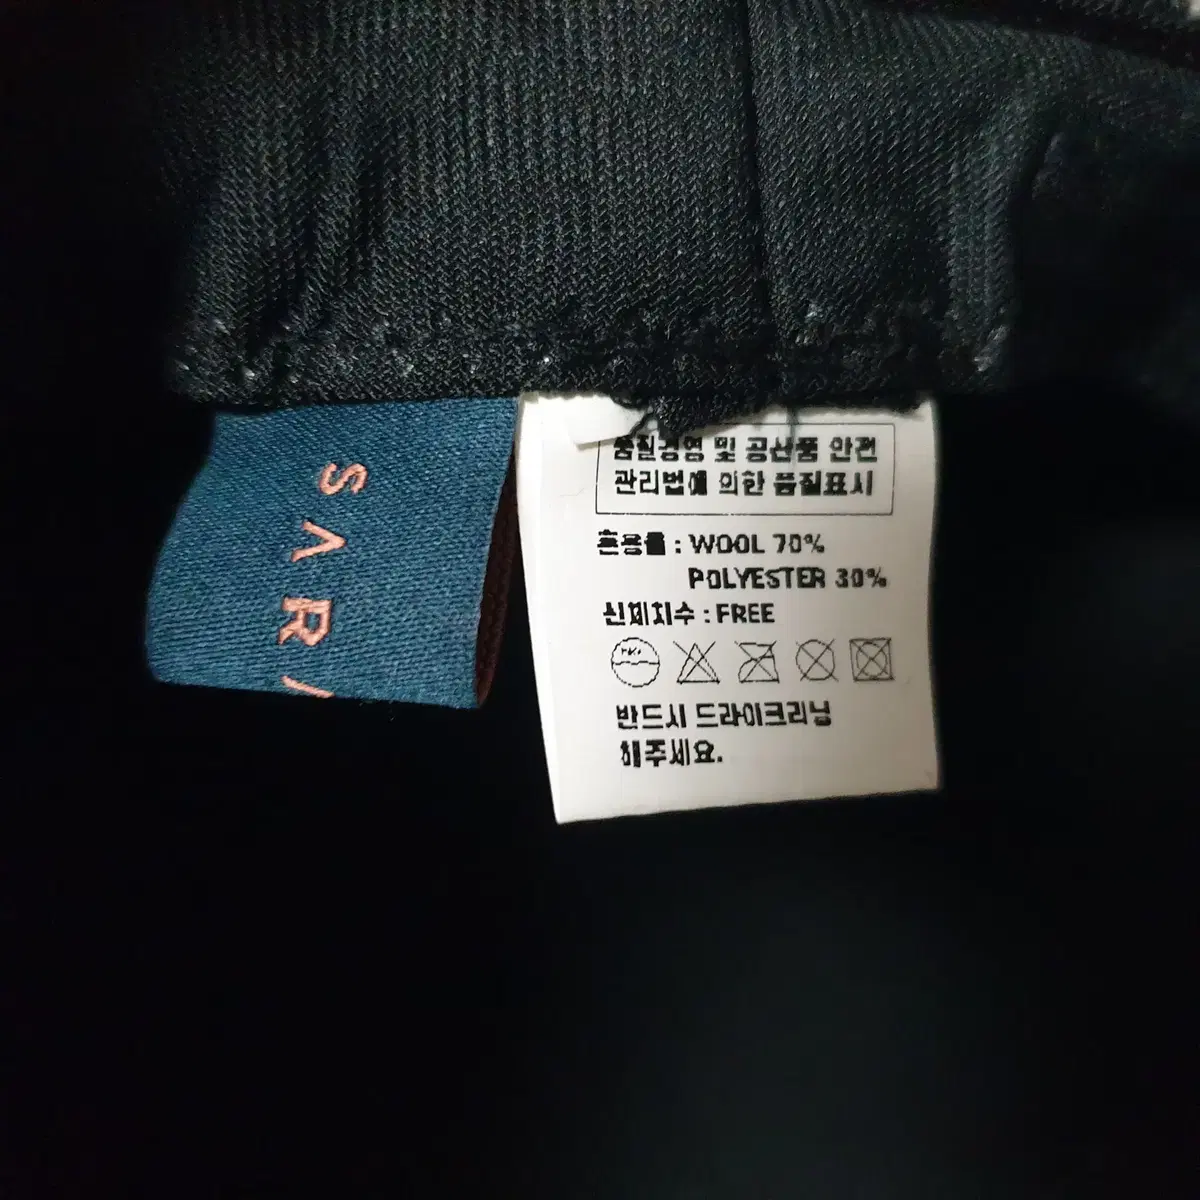 SARA
품질경영 및 공산품 안전
관리법에 의한 품질표시
혼용률 : WOOL 70%
POLYESTER 30%
신체치수 : FREE
반드시 드라이크리닝
해주세요.